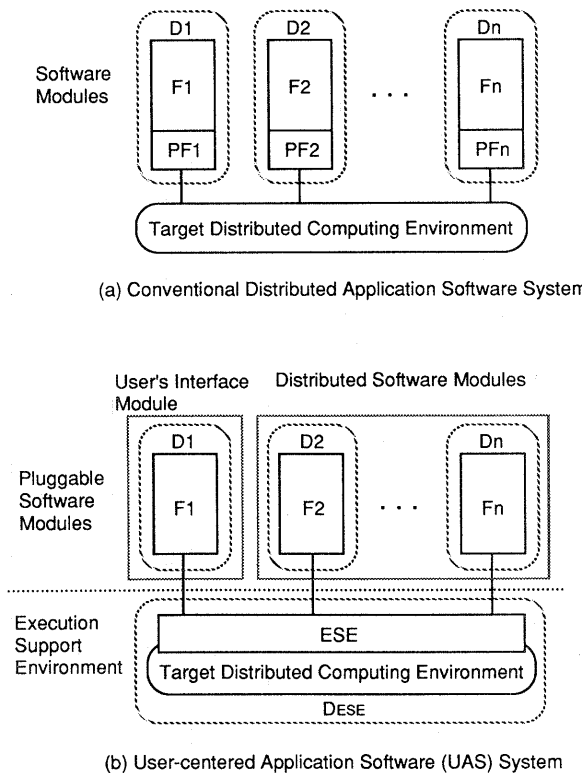 D1 D2 Dn
Software
Modules
F1 F2 . . . Fn
PF1 PF2 PFn
Target Distributed Computing Environment
(a) Conventional Distributed Application Software System
User's Interface
Module
Distributed Software Modules
D1 D2 Dn
Pluggable
Software
Modules
F1 F2 . . . Fn
Execution
Support
Environment
ESE
Target Distributed Computing Environment
DESE
(b) User-centered Application Software (UAS) System